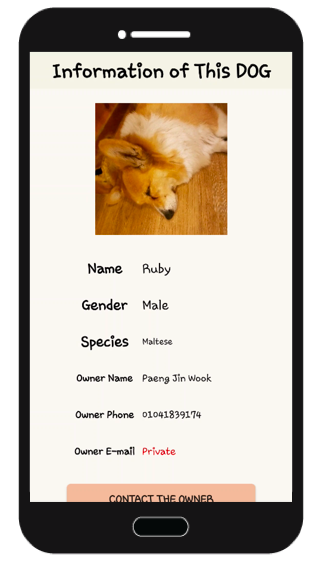 Information of This DOG
Name Ruby
Gender Male
Species Maltese
Owner Name Paeng Jin Wook
Owner Phone 01041839174
Owner E-mail Private
CONTACT THE OWNER